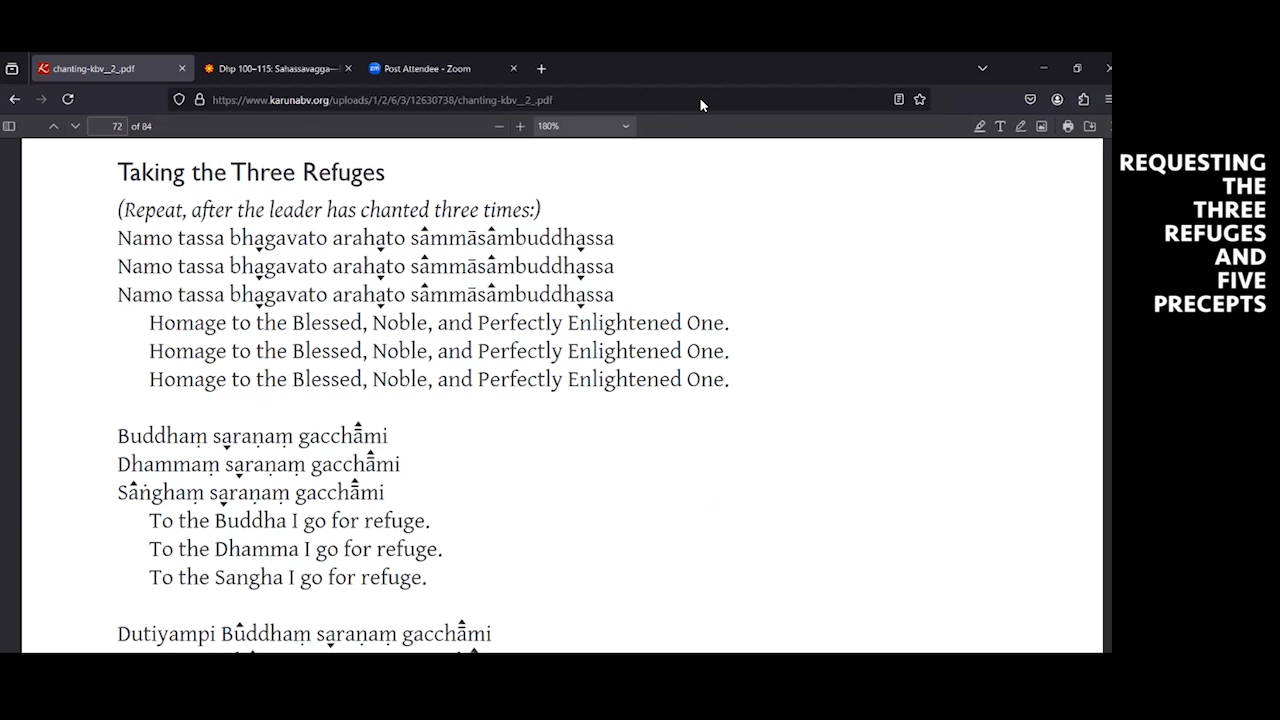 chanting-kbv__2_.pdf
Dhp 100–115: Sahassavagga—
Post Attendee - Zoom
https://www.karunabv.org/uploads/1/2/6/3/12630738/chanting-kbv__2_.pdf
72 of 84
180%
Taking the Three Refuges
(Repeat, after the leader has chanted three times:)
Namo tassa bhagavato arahato sammāsambuddhassa
Namo tassa bhagavato arahato sammāsambuddhassa
Namo tassa bhagavato arahato sammāsambuddhassa
Homage to the Blessed, Noble, and Perfectly Enlightened One.
Homage to the Blessed, Noble, and Perfectly Enlightened One.
Homage to the Blessed, Noble, and Perfectly Enlightened One.
Buddhaṃ saraṇaṃ gacchāmi
Dhammaṃ saraṇaṃ gacchāmi
Saṅghaṃ saraṇaṃ gacchāmi
To the Buddha I go for refuge.
To the Dhamma I go for refuge.
To the Sangha I go for refuge.
Dutiyampi Buddhaṃ saraṇaṃ gacchāmi
REQUESTING
THE
THREE
REFUGES
AND
FIVE
PRECEPTS